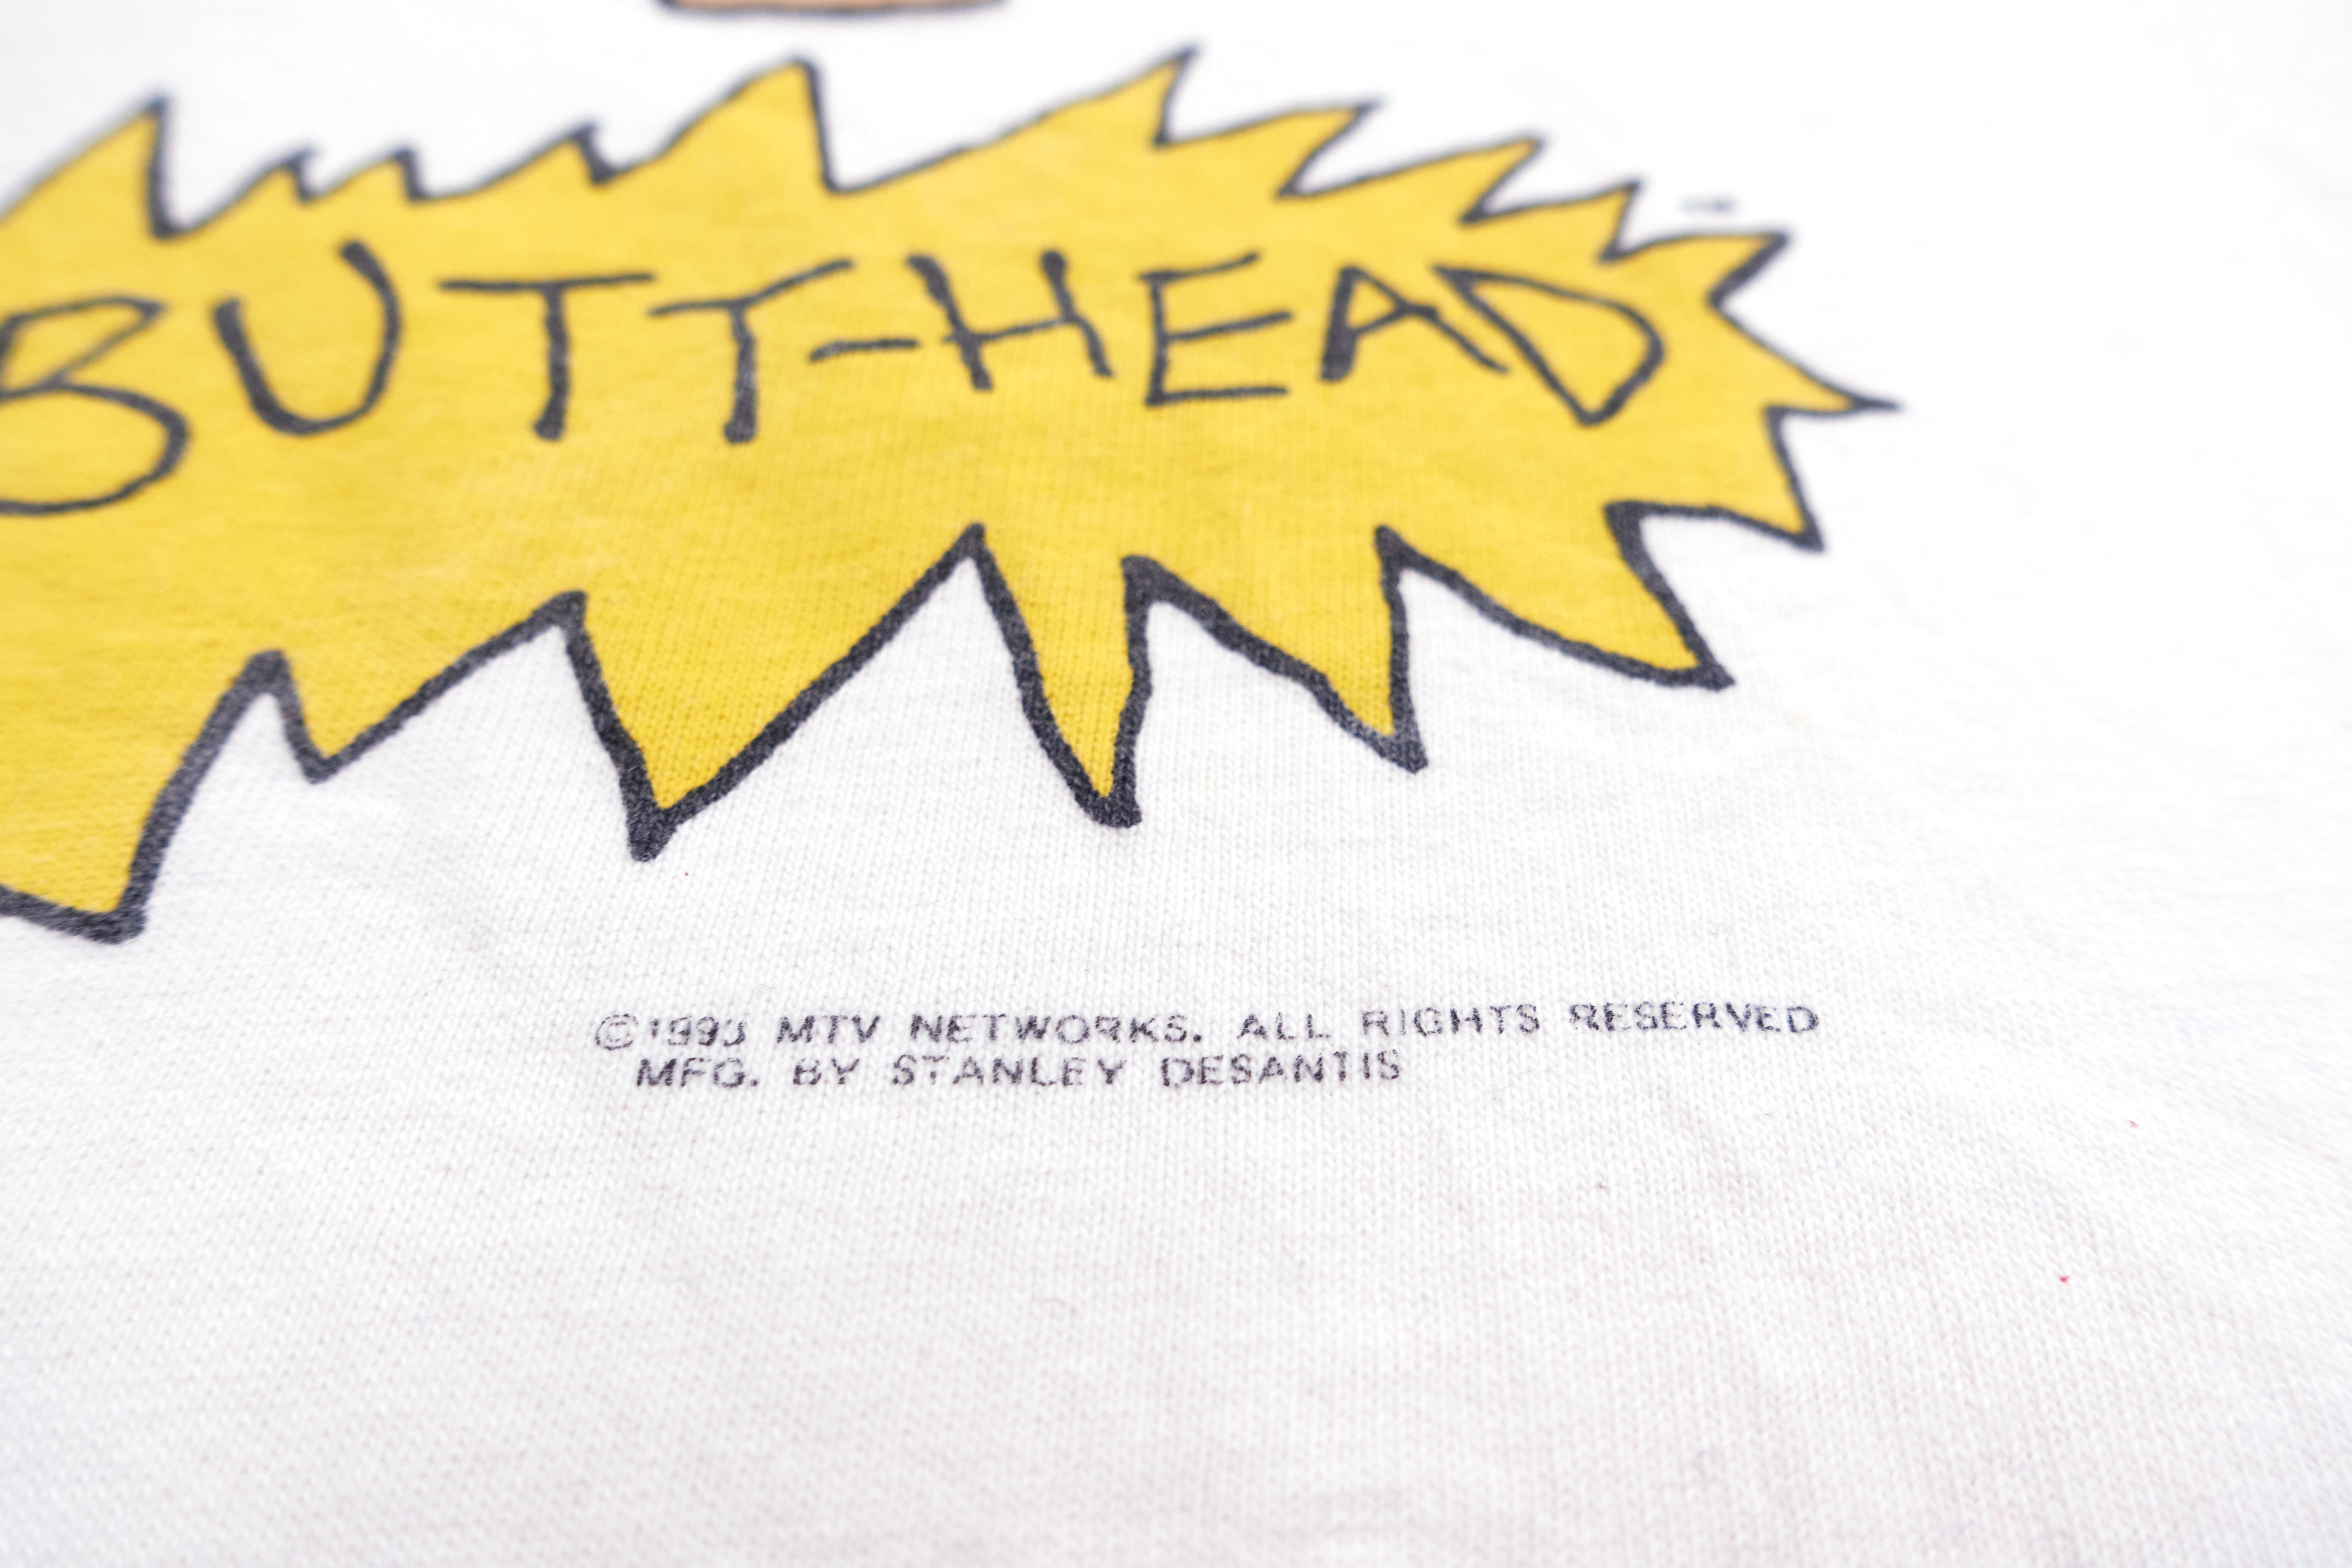 BUTT-HEAD
©1993 MTV NETWORKS. ALL RIGHTS RESERVED
MFG. BY STANLEY DESANTIS